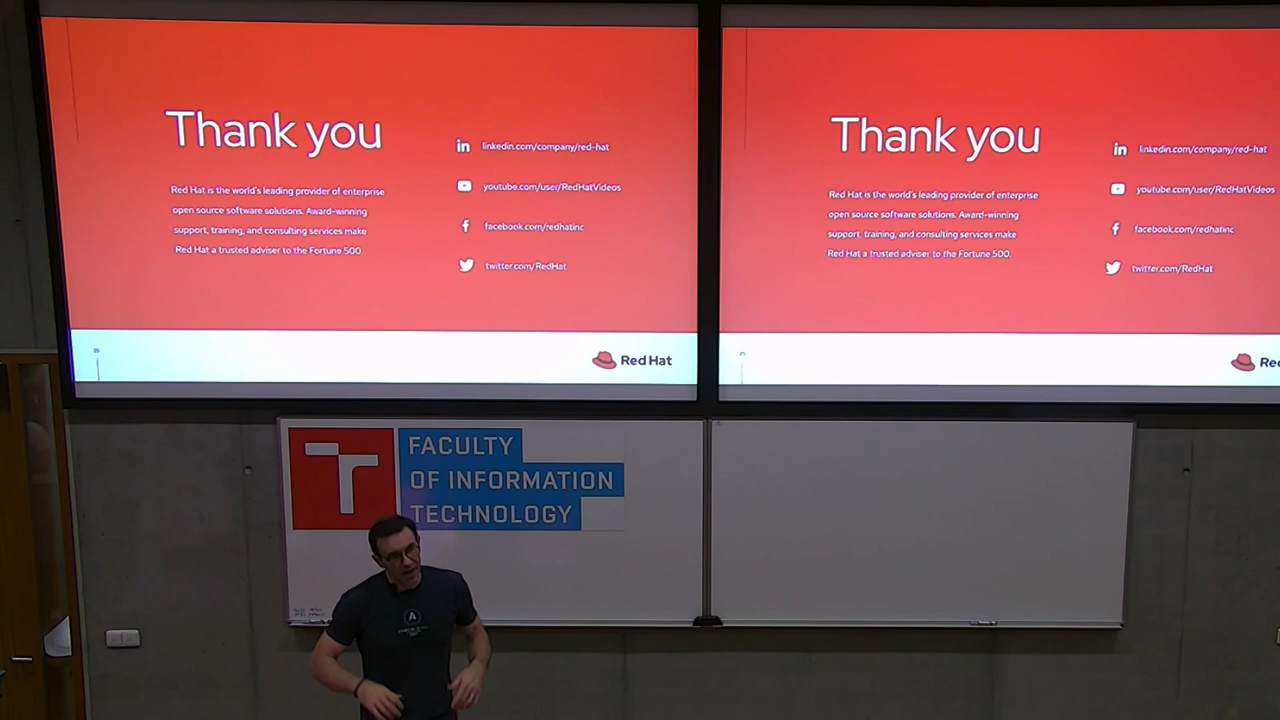 Thank you
Red Hat is the world's leading provider of enterprise
open source software solutions. Award-winning
support, training, and consulting services make
Red Hat a trusted adviser to the Fortune 500.
in linkedin.com/company/red-hat
youtube.com/user/RedHatVideos
f facebook.com/redhatinc
twitter.com/RedHat
Red Hat
Thank you
Red Hat is the world's leading provider of enterprise
open source software solutions. Award-winning
support, training, and consulting services make
Red Hat a trusted adviser to the Fortune 500.
in linkedin.com/company/red-hat
youtube.com/user/RedHatVideos
f facebook.com/redhatinc
twitter.com/RedHat
Red
T FACULTY
OF INFORMATION
TECHNOLOGY
A